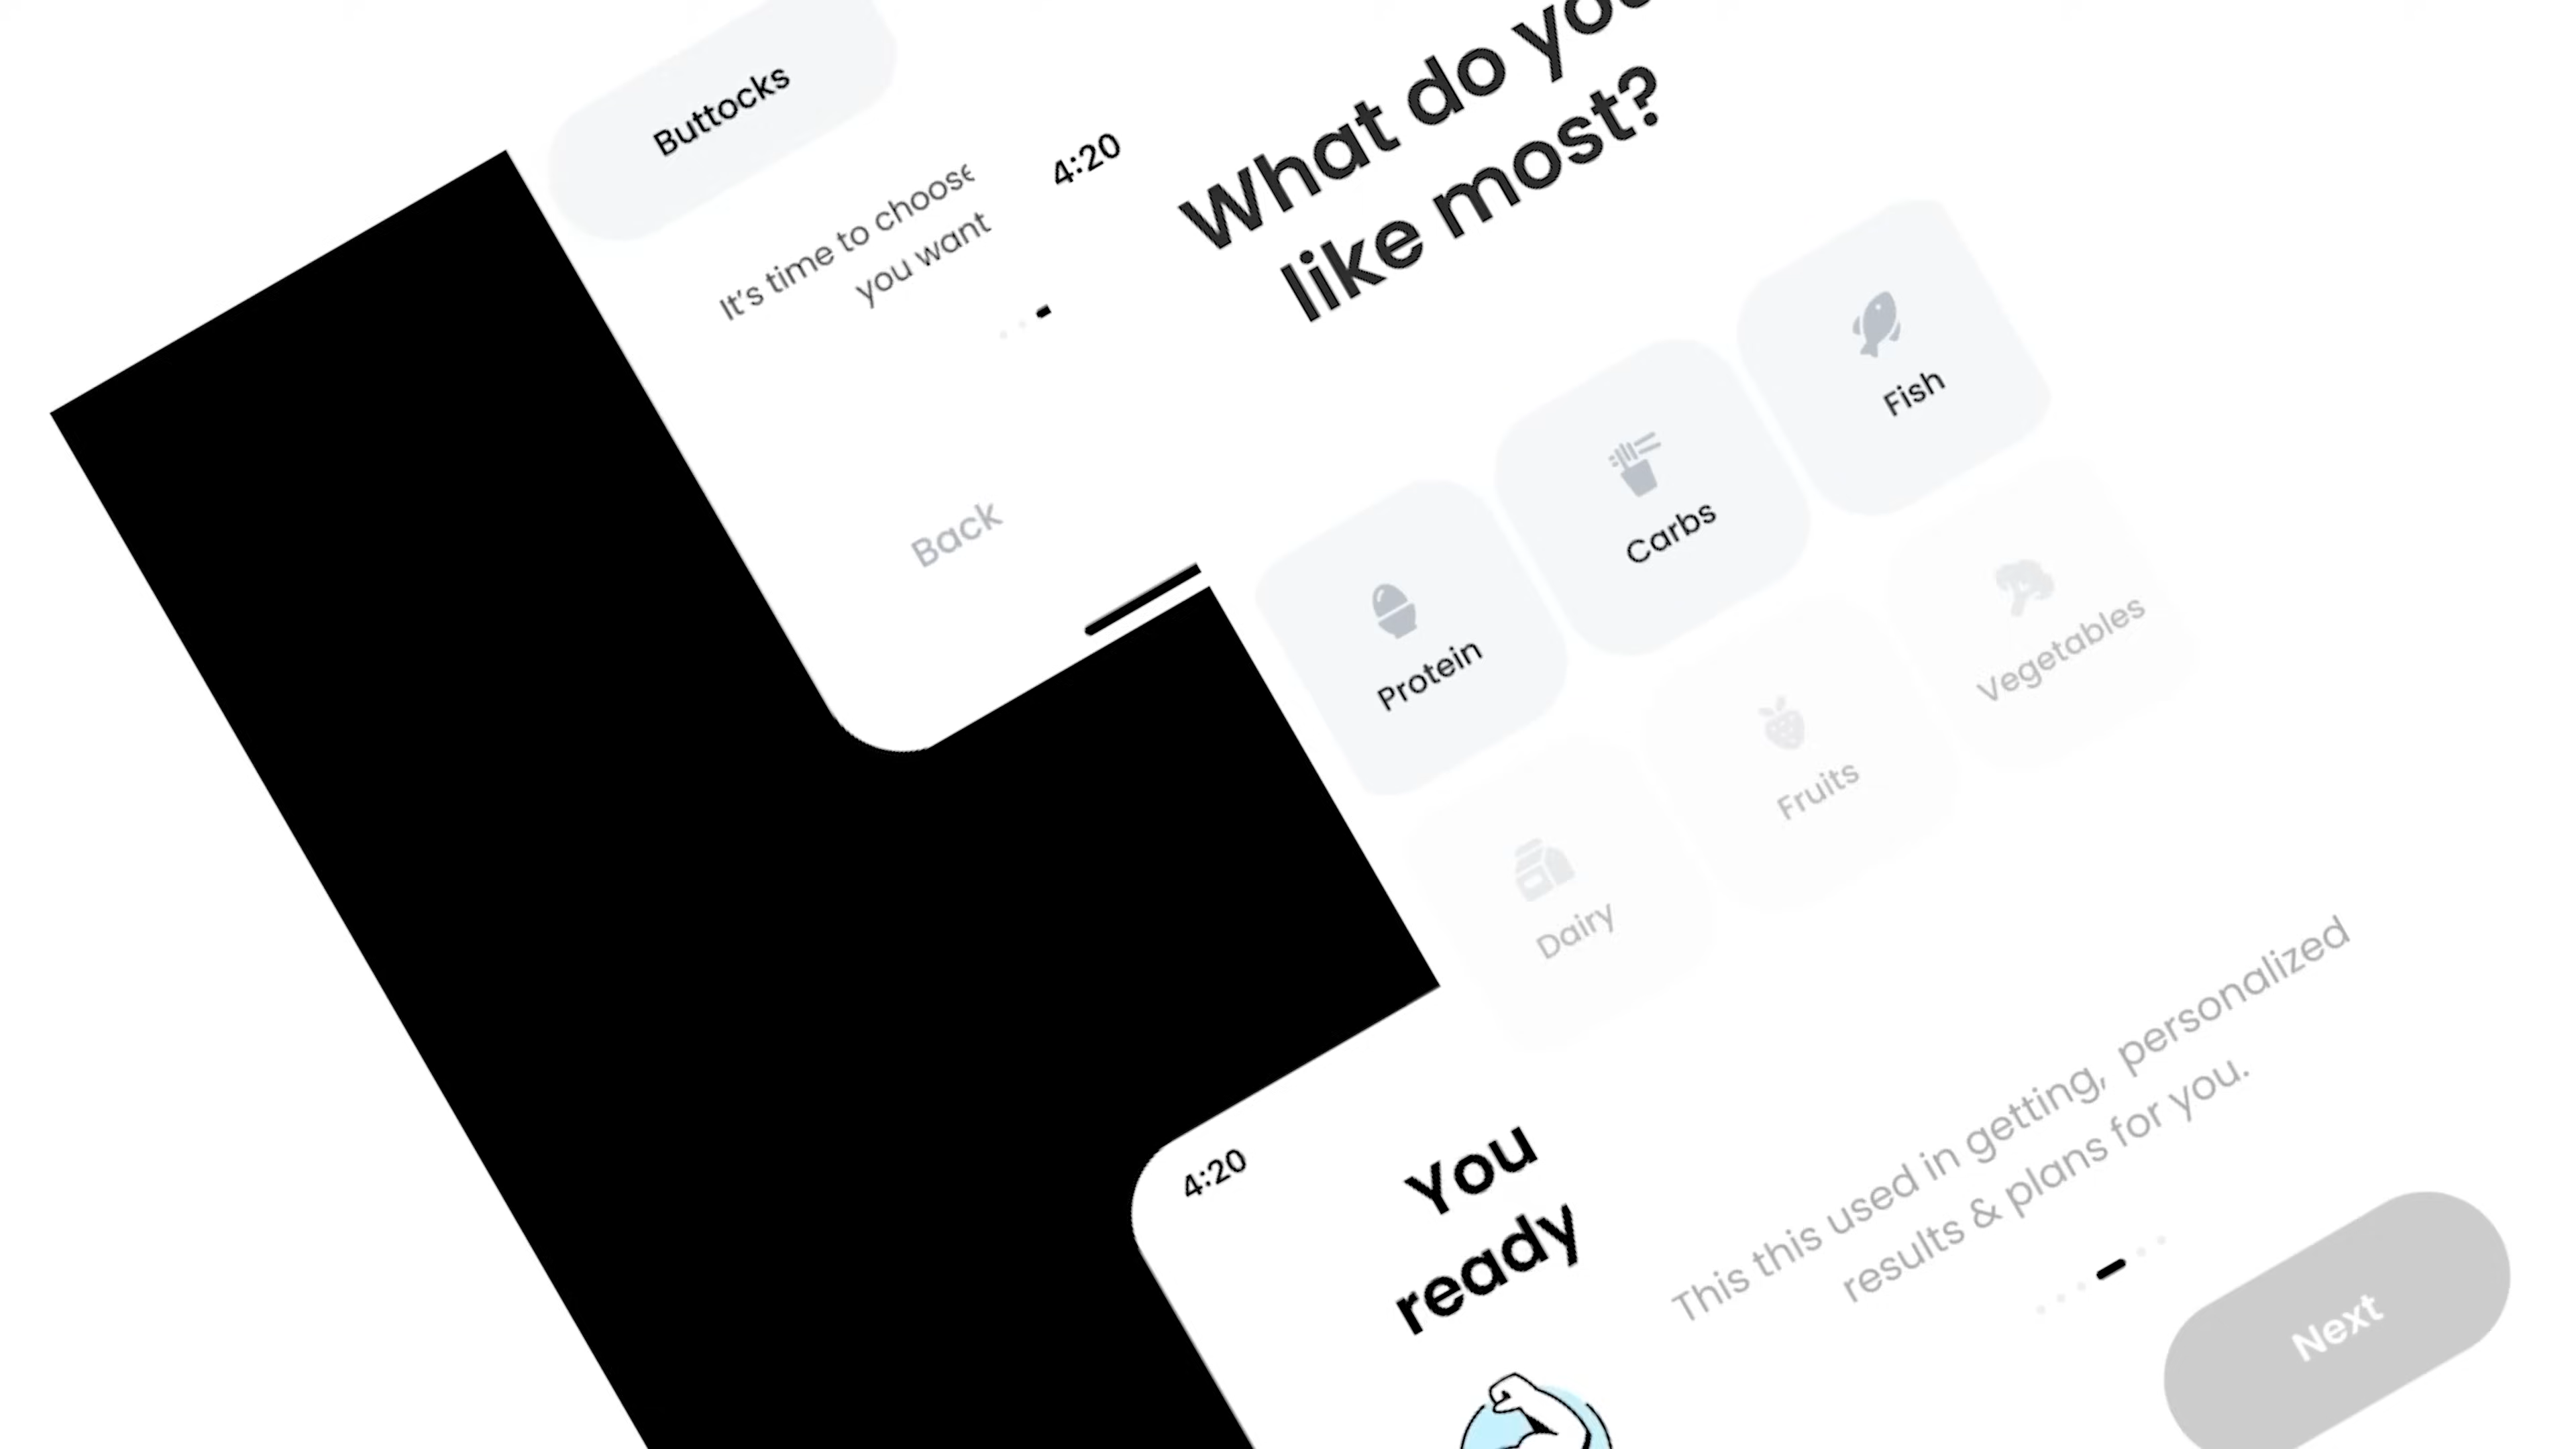 Buttocks
It's time to choose
you want
Back
4:20
What do you
like most?
Fish
Carbs
Protein
Vegetables
Fruits
Dairy
This this used in getting, personalized
results & plans for you.
Next
4:20
You
ready